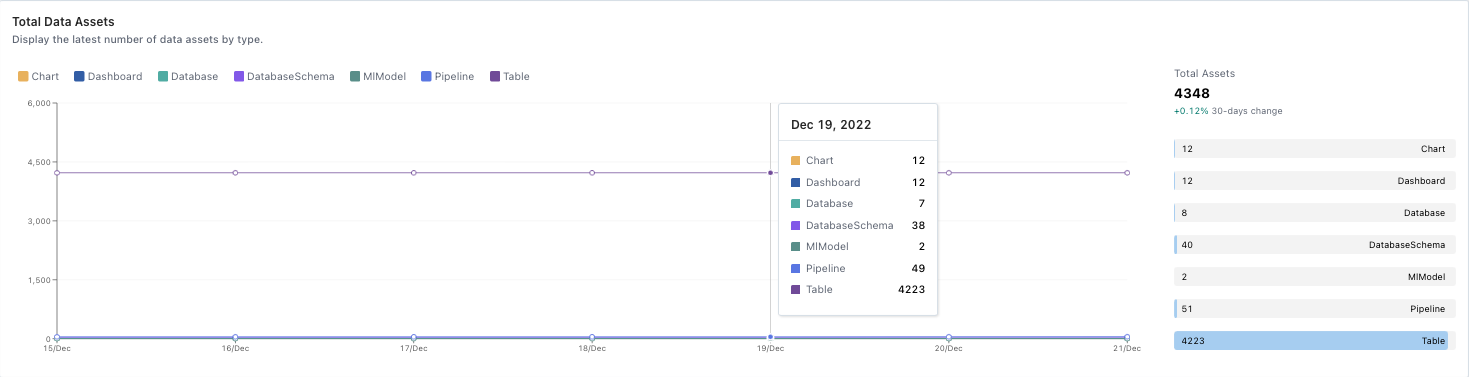 Total Data Assets
Display the latest number of data assets by type.
Chart Dashboard Database DatabaseSchema MlModel Pipeline Table
6,000
4,500
3,000
1,500
0
15/Dec 16/Dec 17/Dec 18/Dec 19/Dec 20/Dec 21/Dec
Dec 19, 2022
Chart 12
Dashboard 12
Database 7
DatabaseSchema 38
MlModel 2
Pipeline 49
Table 4223
Total Assets
4348
+0.12% 30-days change
12 Chart
12 Dashboard
8 Database
40 DatabaseSchema
2 MlModel
51 Pipeline
4223 Table